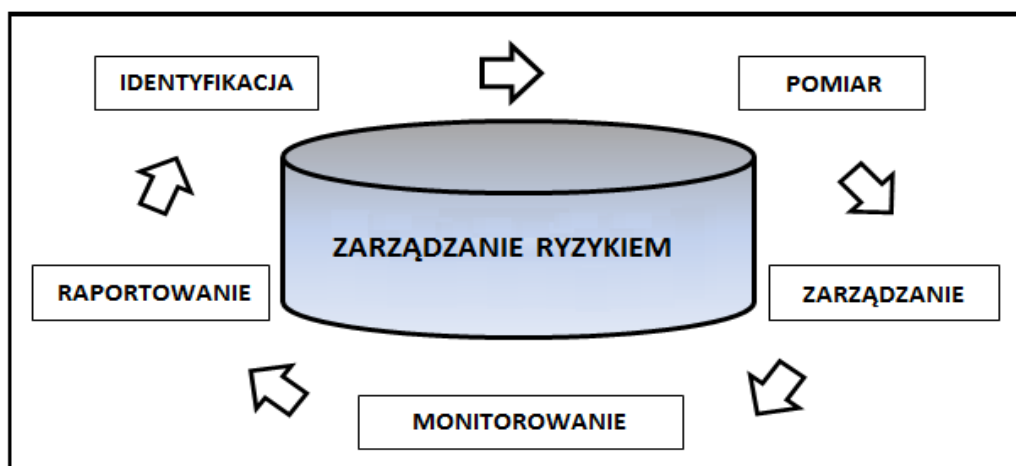 IDENTYFIKACJA
POMIAR
ZARZĄDZANIE RYZYKIEM
RAPORTOWANIE
ZARZĄDZANIE
MONITOROWANIE